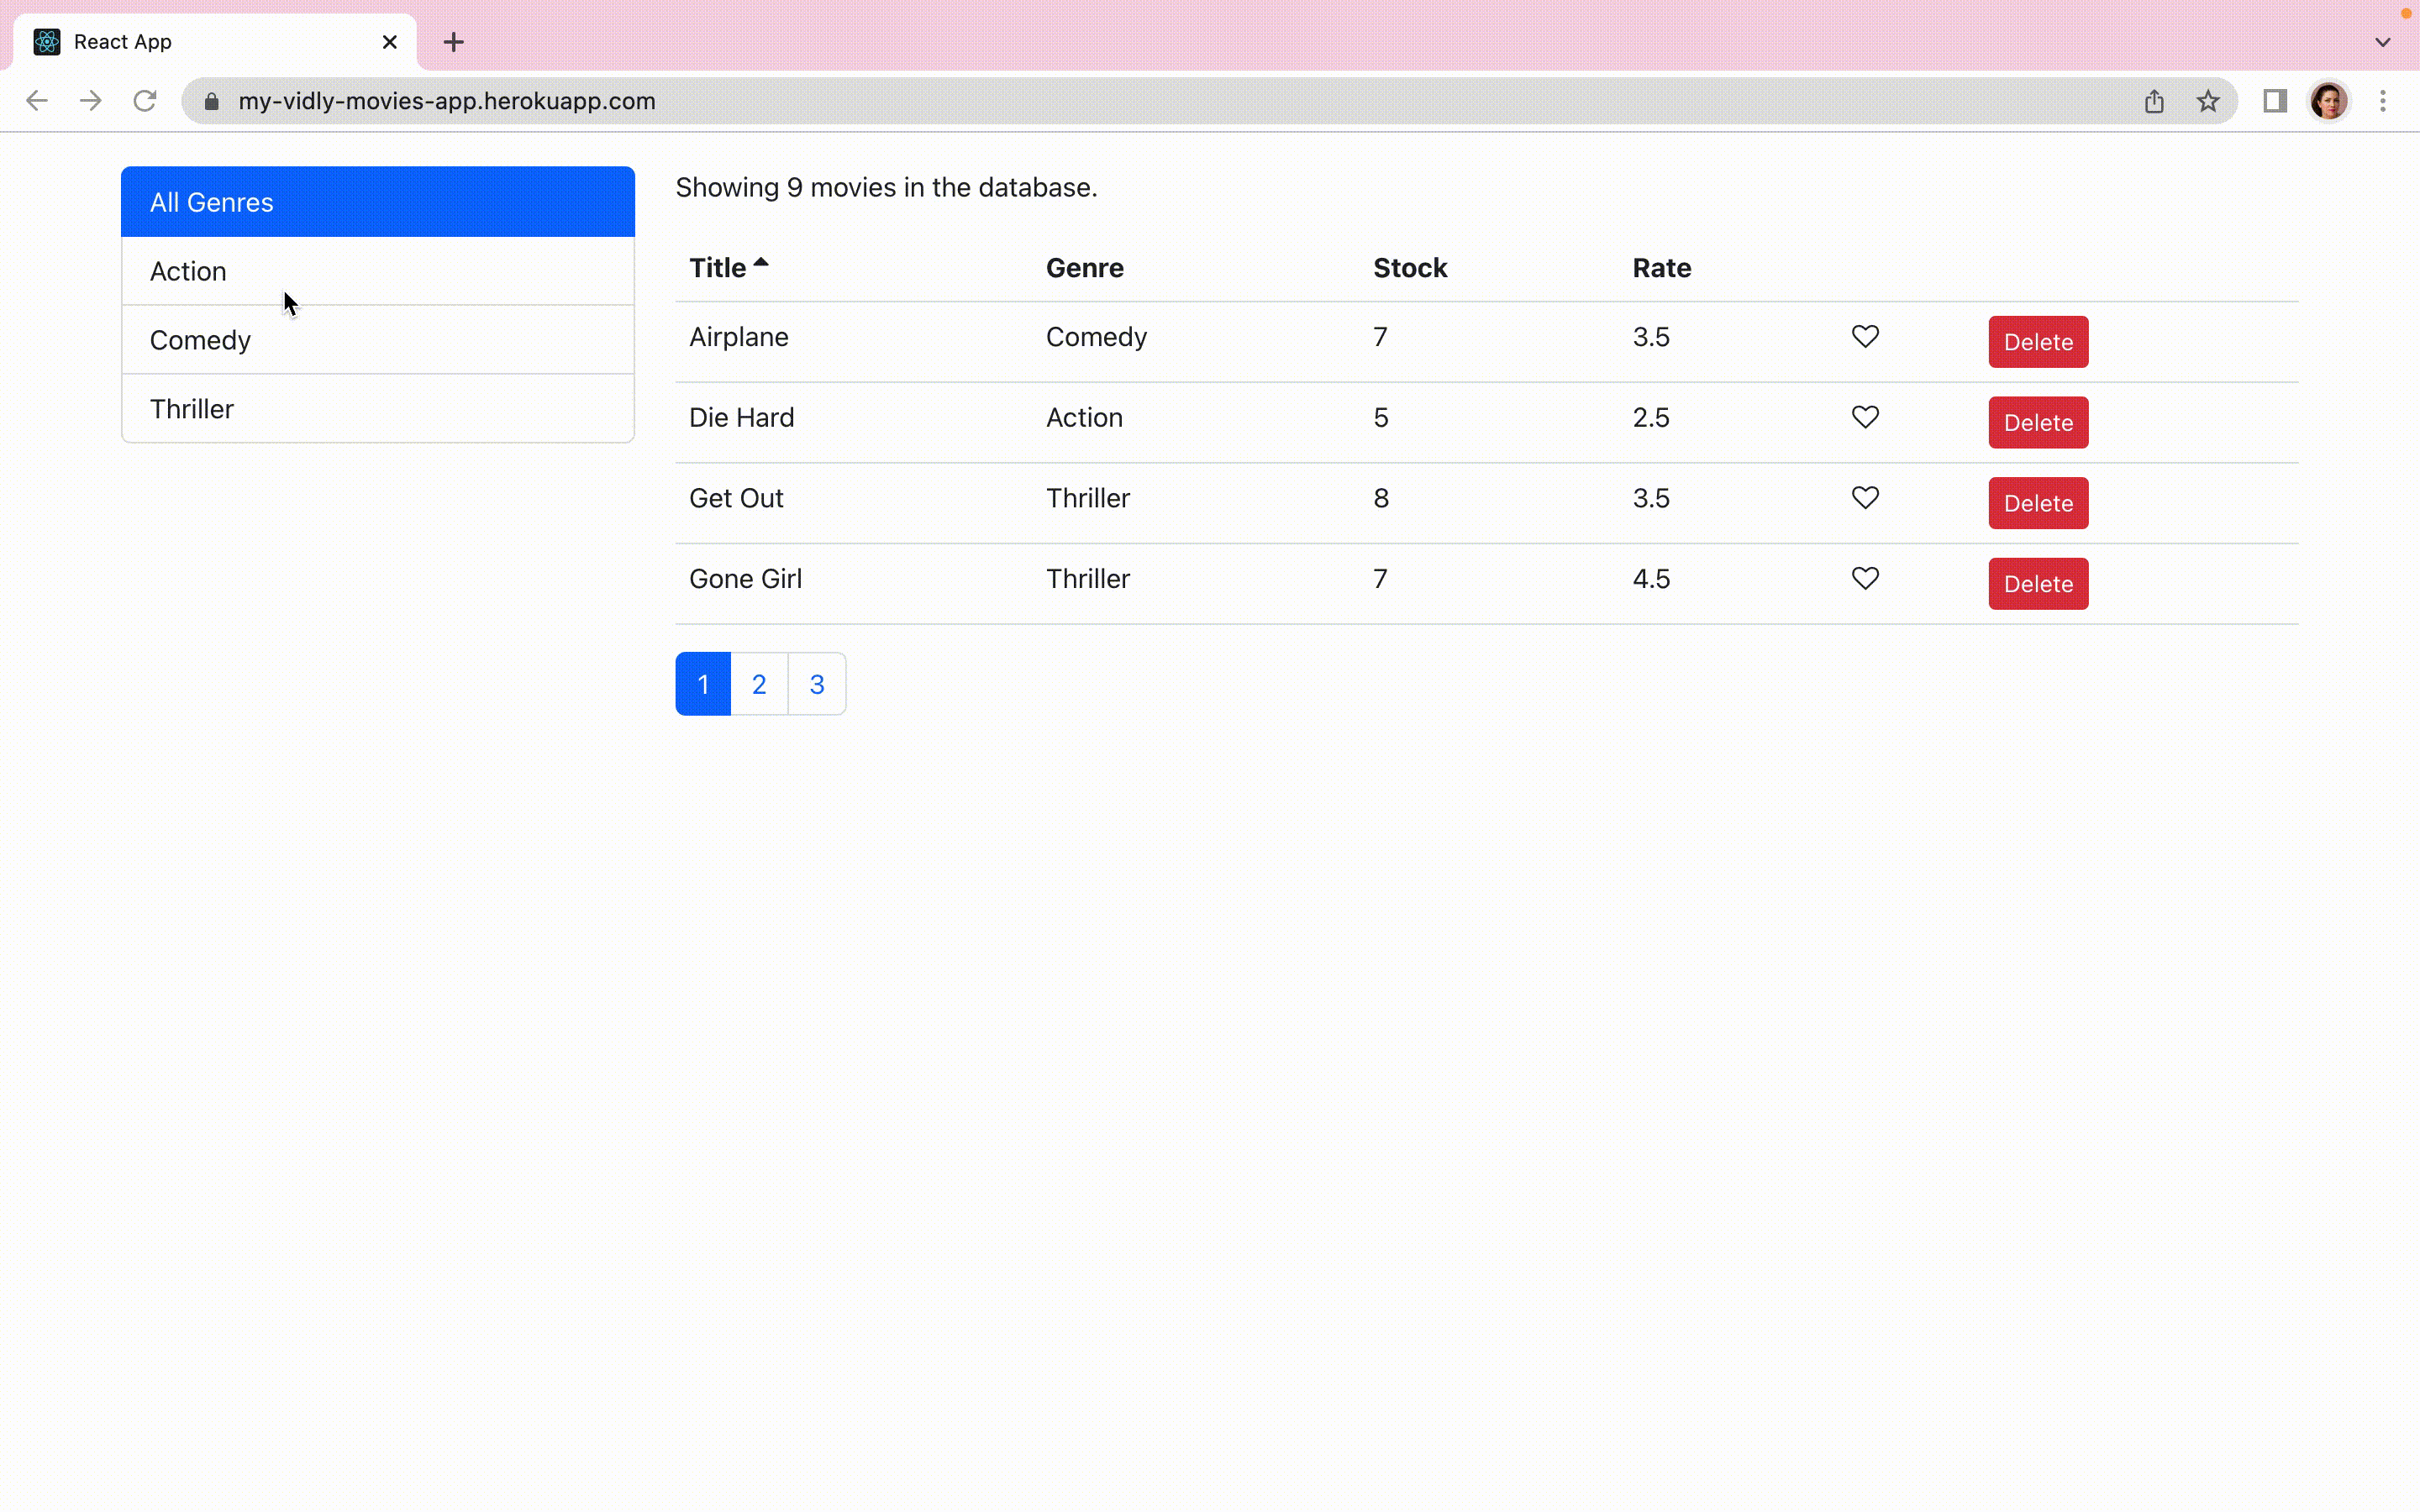 React App
my-vidly-movies-app.herokuapp.com
All Genres
Action
Comedy
Thriller
Showing 9 movies in the database.
Title Genre Stock Rate
Airplane Comedy 7 3.5 Delete
Die Hard Action 5 2.5 Delete
Get Out Thriller 8 3.5 Delete
Gone Girl Thriller 7 4.5 Delete
1 2 3